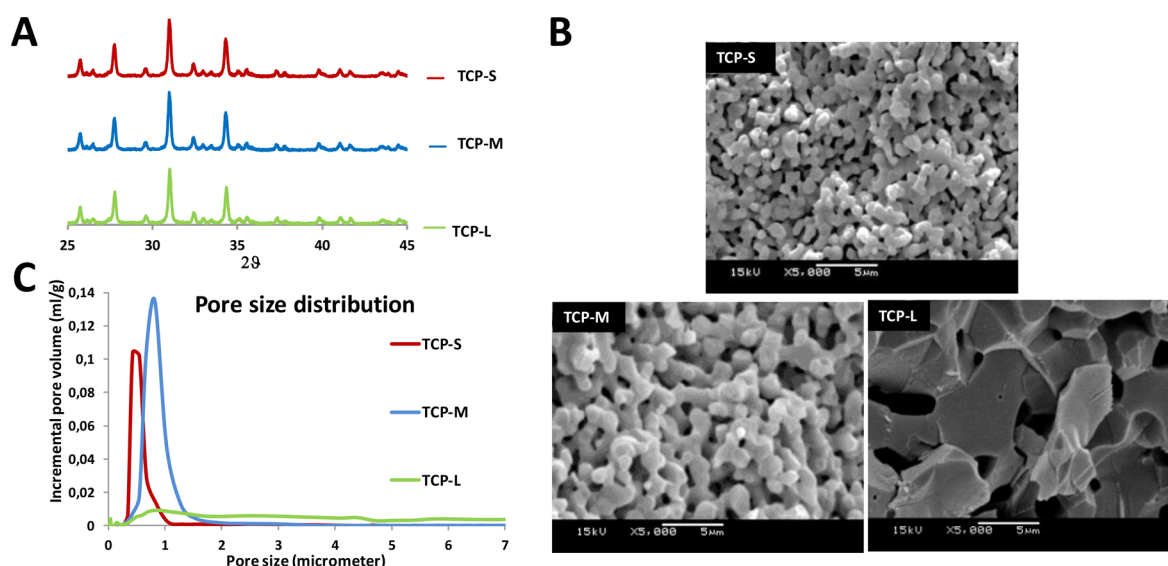 A
TCP-S
TCP-M
TCP-L
25 30 35 40 45
2ϑ
B
TCP-S
15kV X5,000 5μm
TCP-M
15kV X5,000 5μm
TCP-L
15kV X5,000 5μm
C
Pore size distribution
Incremental pore volume (ml/g)
0,14
0,12
0,1
0,08
0,06
0,04
0,02
0
TCP-S
TCP-M
TCP-L
0 1 2 3 4 5 6 7
Pore size (micrometer)